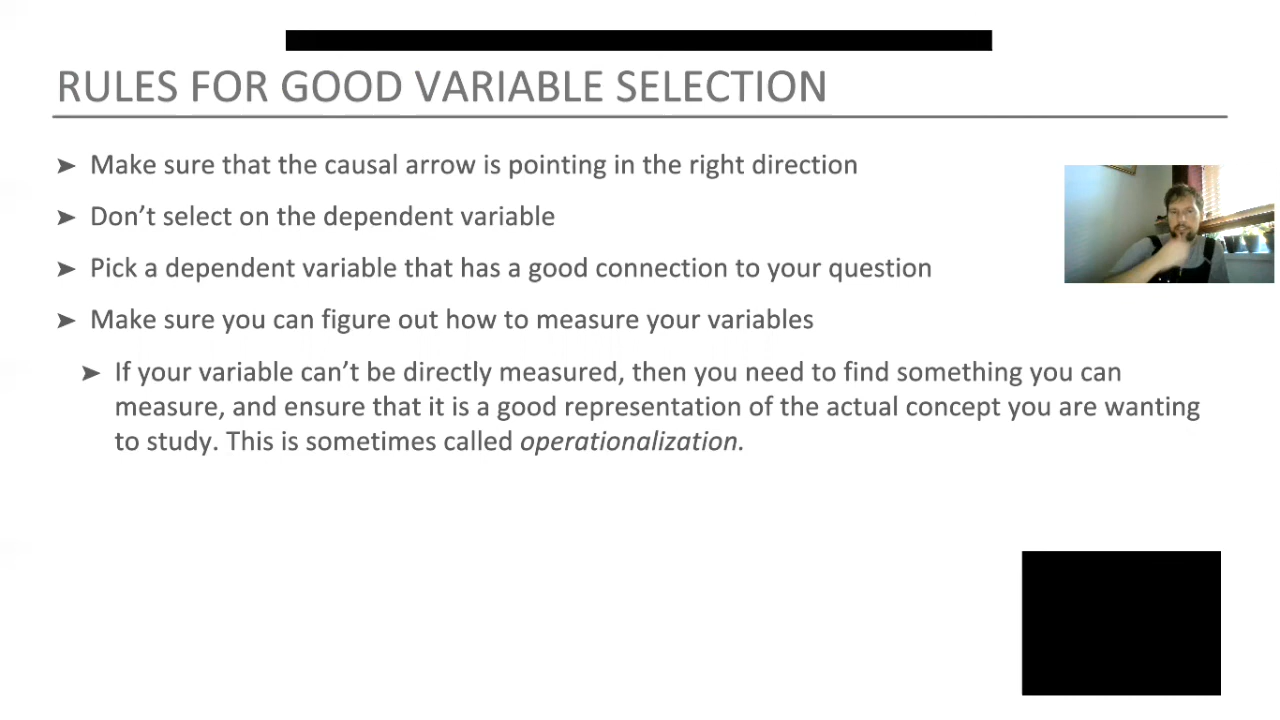 RULES FOR GOOD VARIABLE SELECTION
➤ Make sure that the causal arrow is pointing in the right direction
➤ Don’t select on the dependent variable
➤ Pick a dependent variable that has a good connection to your question
➤ Make sure you can figure out how to measure your variables
➤ If your variable can’t be directly measured, then you need to find something you can
measure, and ensure that it is a good representation of the actual concept you are wanting
to study. This is sometimes called operationalization.